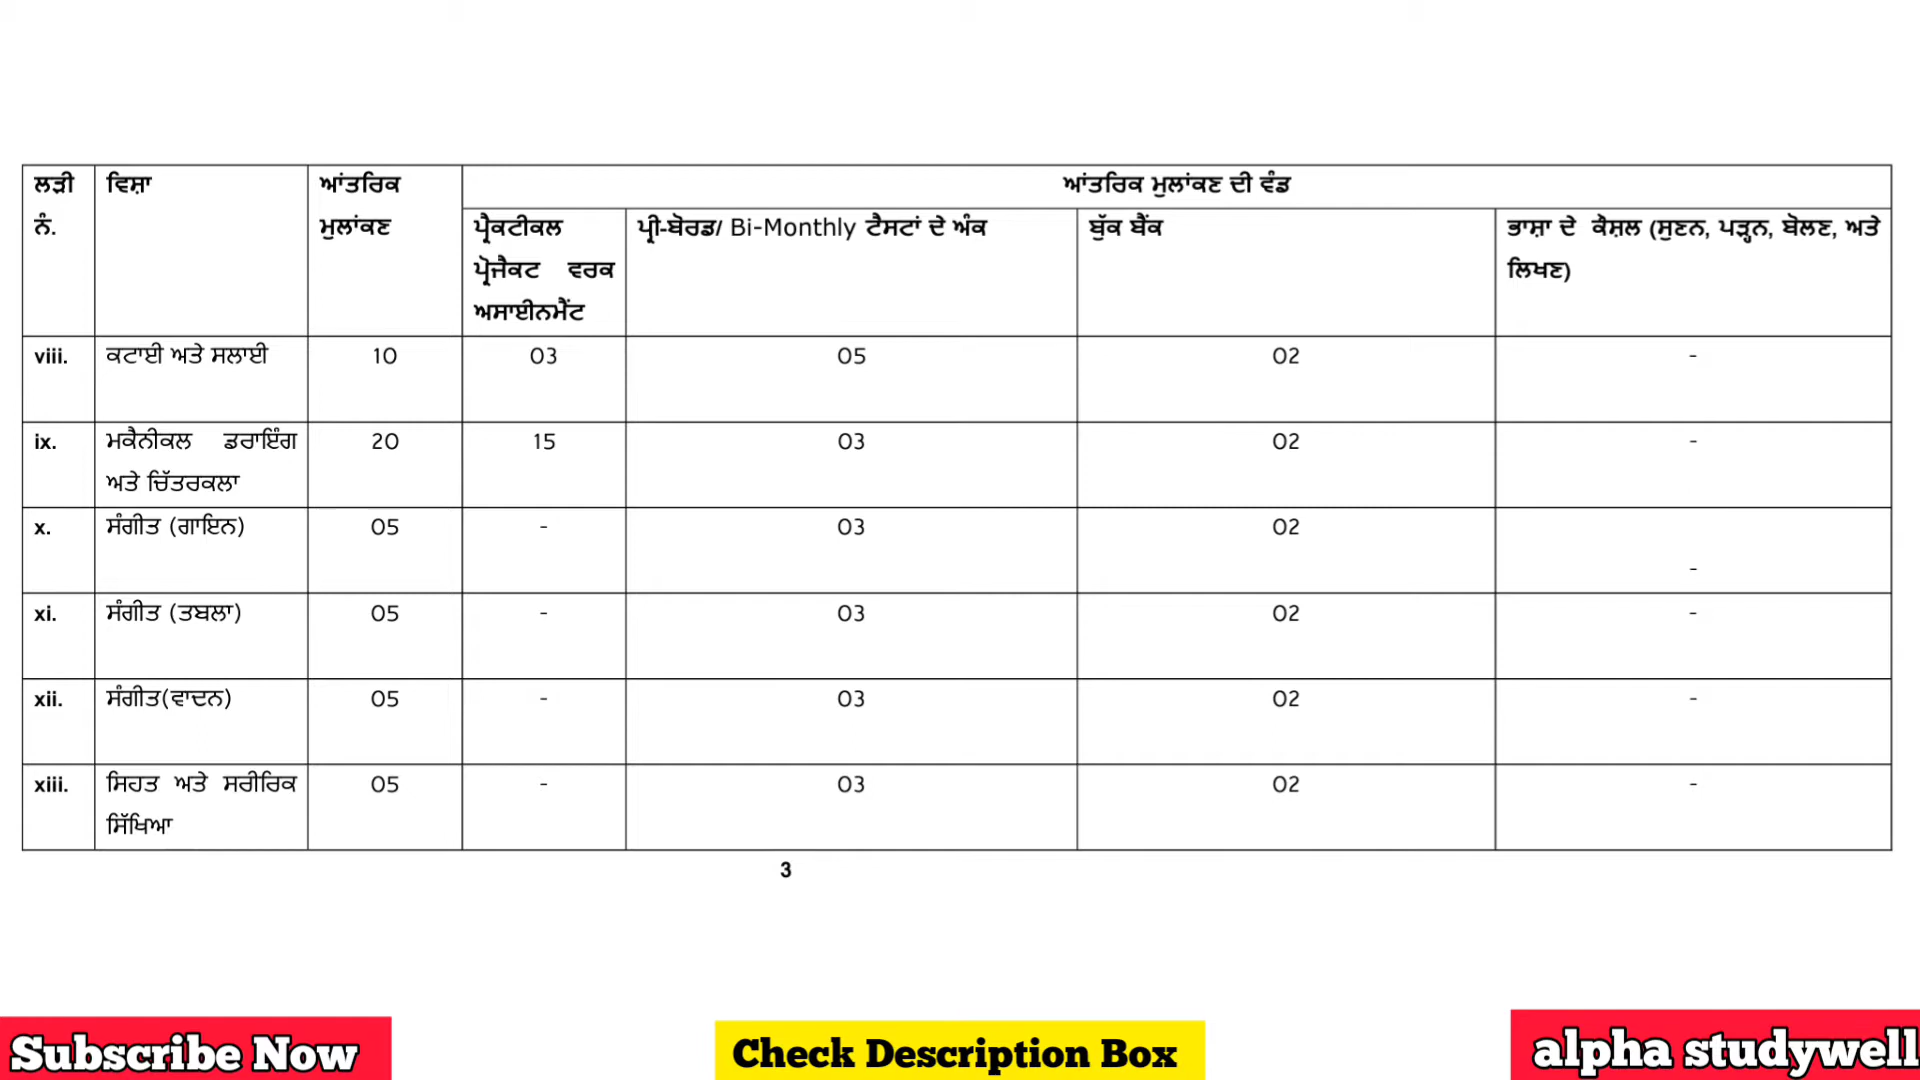 ਲੜੀ ਨੰ. ਵਿਸ਼ਾ ਆਂਤਰਿਕ ਮੁਲਾਂਕਣ ਆਂਤਰਿਕ ਮੁਲਾਂਕਣ ਦੀ ਵੰਡ
ਪ੍ਰੈਕਟੀਕਲ ਪ੍ਰੋਜੈਕਟ ਵਰਕ ਅਸਾਈਨਮੈਂਟ ਪ੍ਰੀ-ਬੋਰਡ/ Bi-Monthly ਟੈਸਟਾਂ ਦੇ ਅੰਕ ਬੁੱਕ ਬੈਂਕ ਭਾਸ਼ਾ ਦੇ ਕੌਸ਼ਲ (ਸੁਣਨ, ਪੜ੍ਹਨ, ਬੋਲਣ, ਅਤੇ ਲਿਖਣ)
viii. ਕਟਾਈ ਅਤੇ ਸਲਾਈ 10 03 05 02 -
ix. ਮਕੈਨੀਕਲ ਡਰਾਇੰਗ ਅਤੇ ਚਿੱਤਰਕਲਾ 20 15 03 02 -
x. ਸੰਗੀਤ (ਗਾਇਨ) 05 - 03 02 -
xi. ਸੰਗੀਤ (ਤਬਲਾ) 05 - 03 02 -
xii. ਸੰਗੀਤ(ਵਾਦਨ) 05 - 03 02 -
xiii. ਸਿਹਤ ਅਤੇ ਸਰੀਰਿਕ ਸਿੱਖਿਆ 05 - 03 02 -
3
Subscribe Now
Check Description Box
alpha studywell